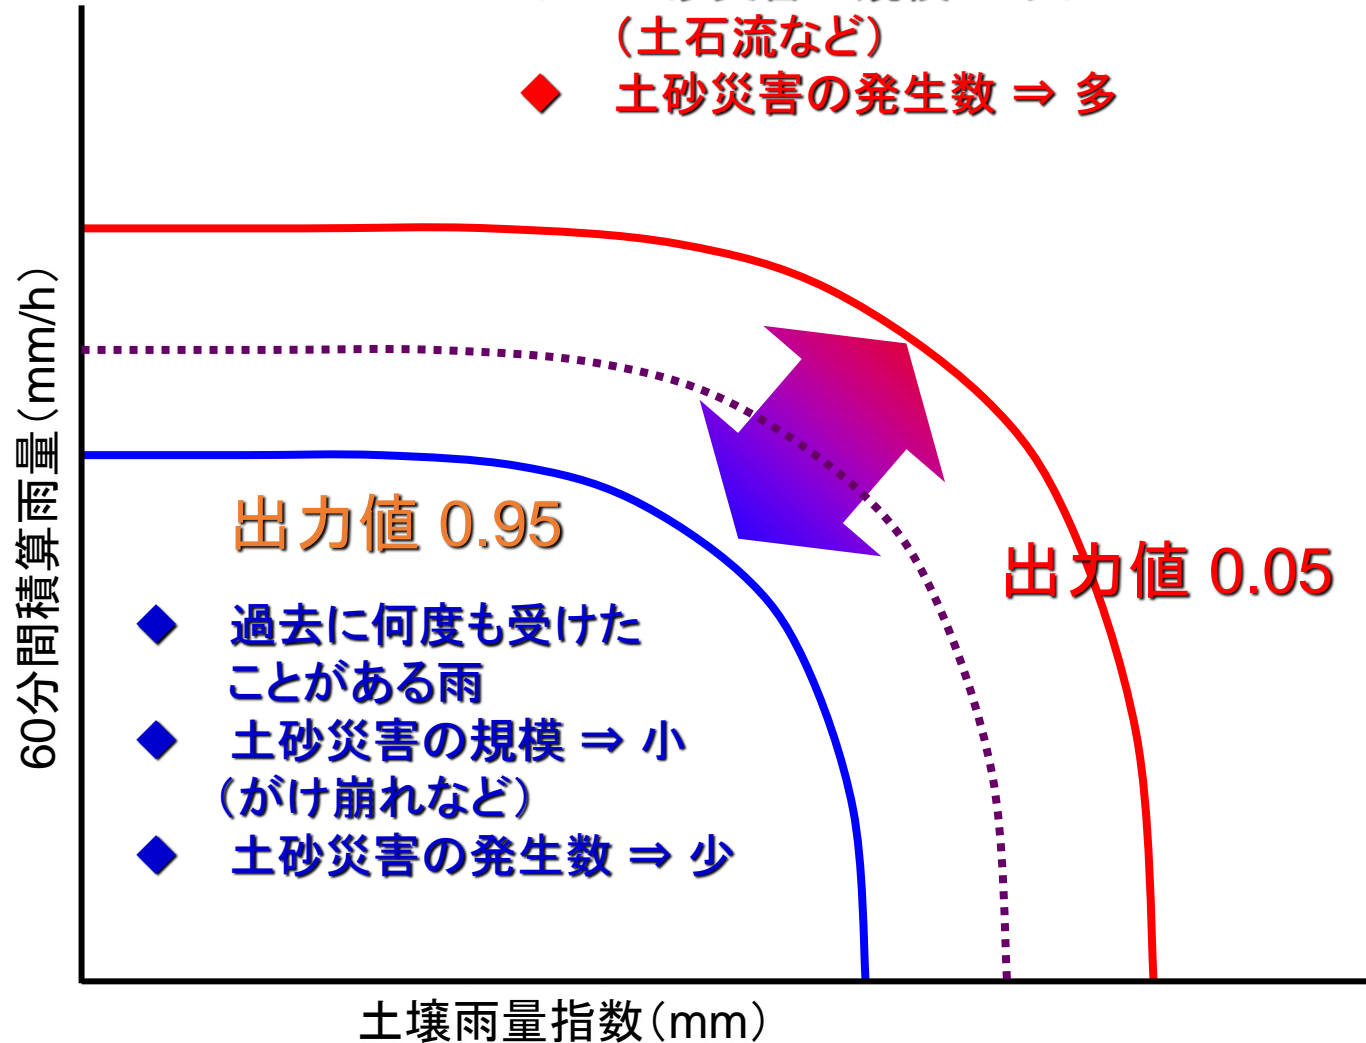 （土石流など）
◆ 土砂災害の発生数 ⇒ 多
60分間積算雨量（mm/h）
出力値 0.95
出力値 0.05
◆ 過去に何度も受けた
ことがある雨
◆ 土砂災害の規模 ⇒ 小
（がけ崩れなど）
◆ 土砂災害の発生数 ⇒ 少
土壌雨量指数（mm）